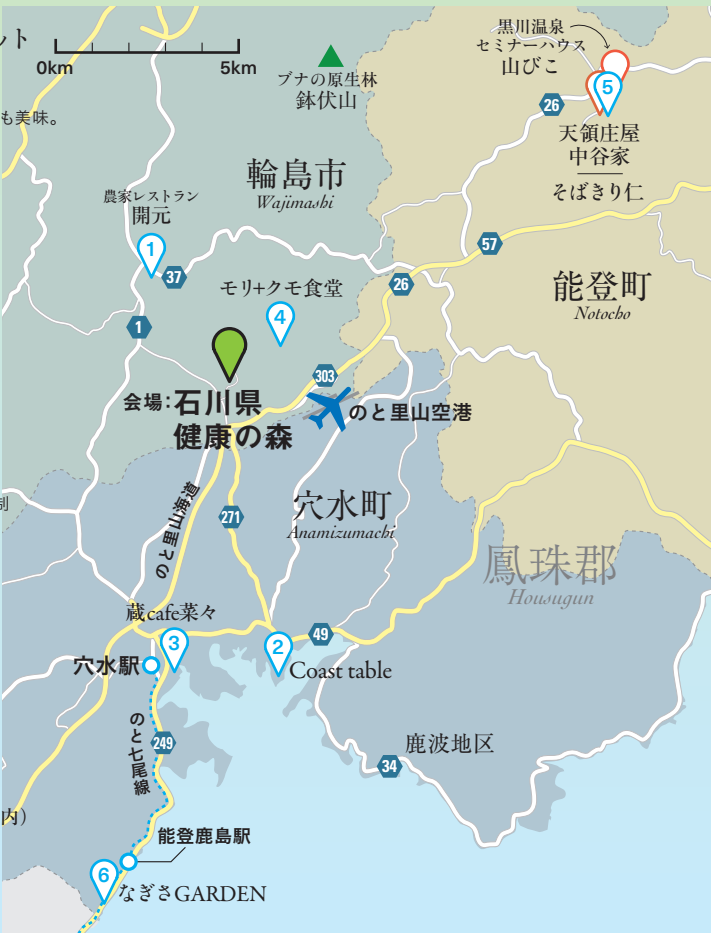 ット
0km 5km
も美味。
ブナの原生林
鉢伏山
黒川温泉
セミナーハウス
山びこ
5
26
天領庄屋
中谷家
そばきり仁
輪島市
Wajimashi
農家レストラン
開元
1
37
57
26
能登町
Notocho
モリ+クモ食堂
4
1
303
会場:石川県
健康の森
のと里山空港
制
271
穴水町
Anamizumachi
のと里山海道
鳳珠郡
Housugun
蔵cafe菜々
3
49
2
穴水駅
Coast table
のと七尾線
249
鹿波地区
34
内)
能登鹿島駅
6
なぎさGARDEN